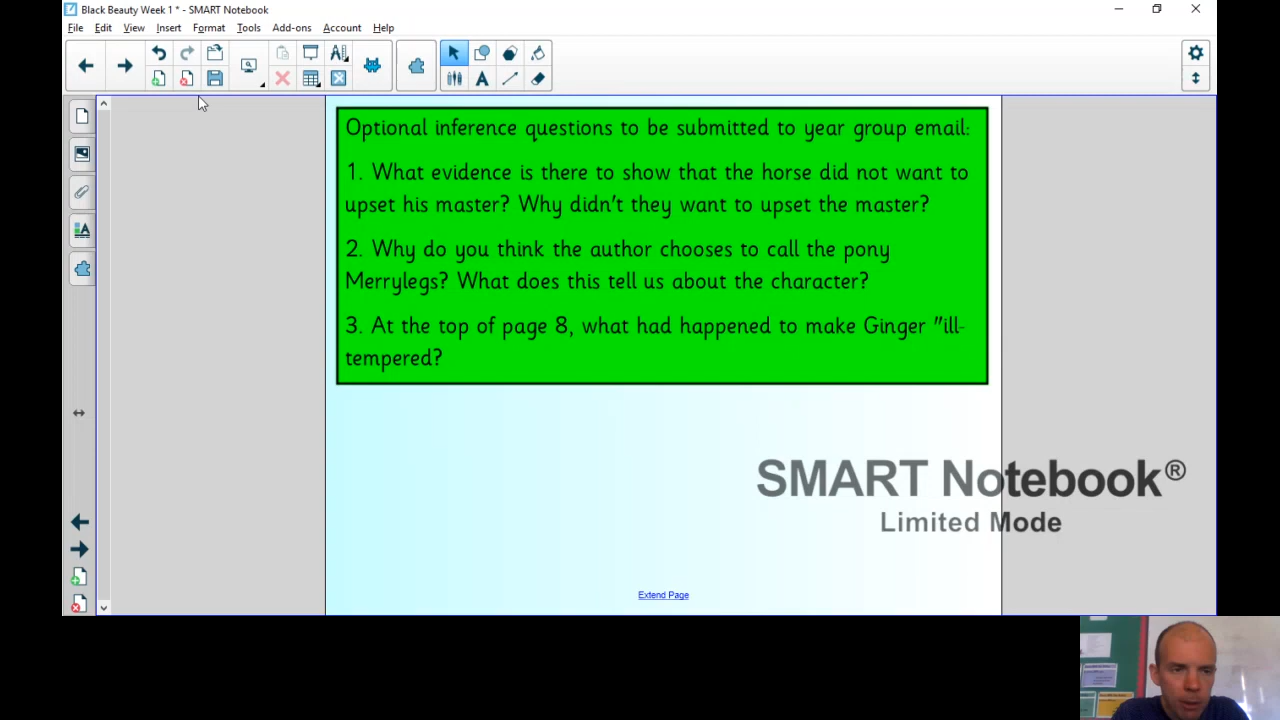 Black Beauty Week 1 * - SMART Notebook
File Edit View Insert Format Tools Add-ons Account Help
Optional inference questions to be submitted to year group email:
1. What evidence is there to show that the horse did not want to
upset his master? Why didn't they want to upset the master?
2. Why do you think the author chooses to call the pony
Merrylegs? What does this tell us about the character?
3. At the top of page 8, what had happened to make Ginger "ill-
tempered?
SMART Notebook®
Limited Mode
Extend Page